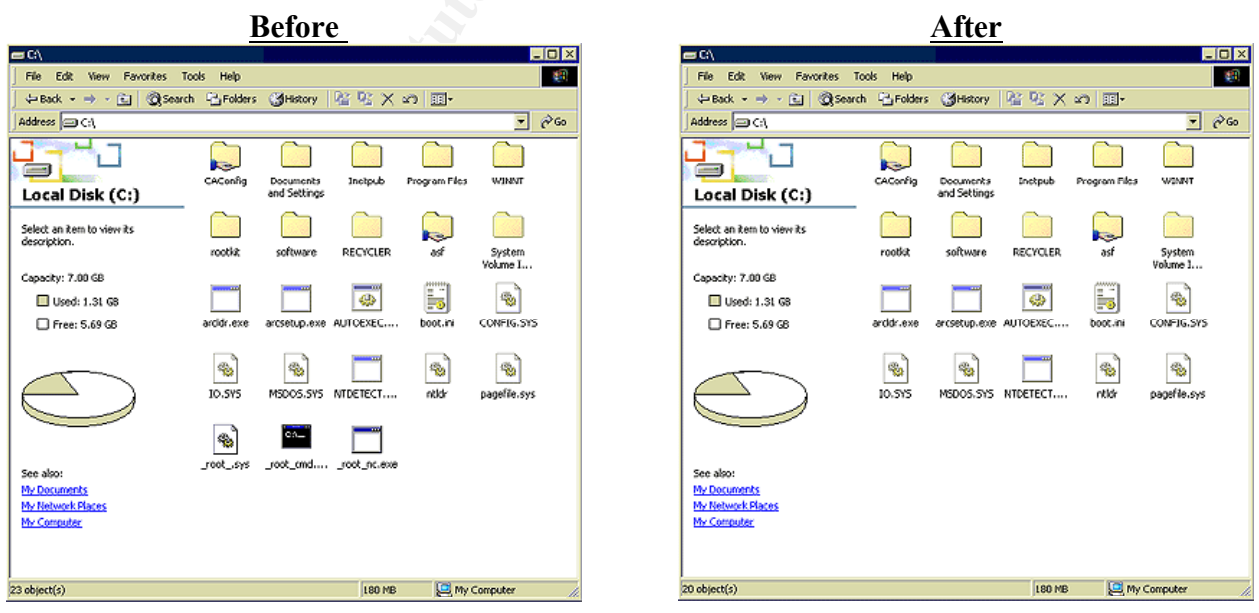 Before
C:\
File Edit View Favorites Tools Help
Back Search Folders History
Address C:\ Go
Local Disk (C:)
Select an item to view its
description.
Capacity: 7.00 GB
Used: 1.31 GB
Free: 5.69 GB
See also:
My Documents
My Network Places
My Computer
CAConfig Documents and Settings Inetpub Program Files WINNT
rootkit software RECYCLER asf System Volume I...
arcldr.exe arcsetup.exe AUTOEXEC.... boot.ini CONFIG.SYS
IO.SYS MSDOS.SYS NTDETECT.... ntldr pagefile.sys
_root_.sys _root_cmd.... _root_nc.exe
23 object(s) 180 MB My Computer
After
C:\
File Edit View Favorites Tools Help
Back Search Folders History
Address C:\ Go
Local Disk (C:)
Select an item to view its
description.
Capacity: 7.00 GB
Used: 1.31 GB
Free: 5.69 GB
See also:
My Documents
My Network Places
My Computer
CAConfig Documents and Settings Inetpub Program Files WINNT
rootkit software RECYCLER asf System Volume I...
arcldr.exe arcsetup.exe AUTOEXEC.... boot.ini CONFIG.SYS
IO.SYS MSDOS.SYS NTDETECT.... ntldr pagefile.sys
20 object(s) 180 MB My Computer